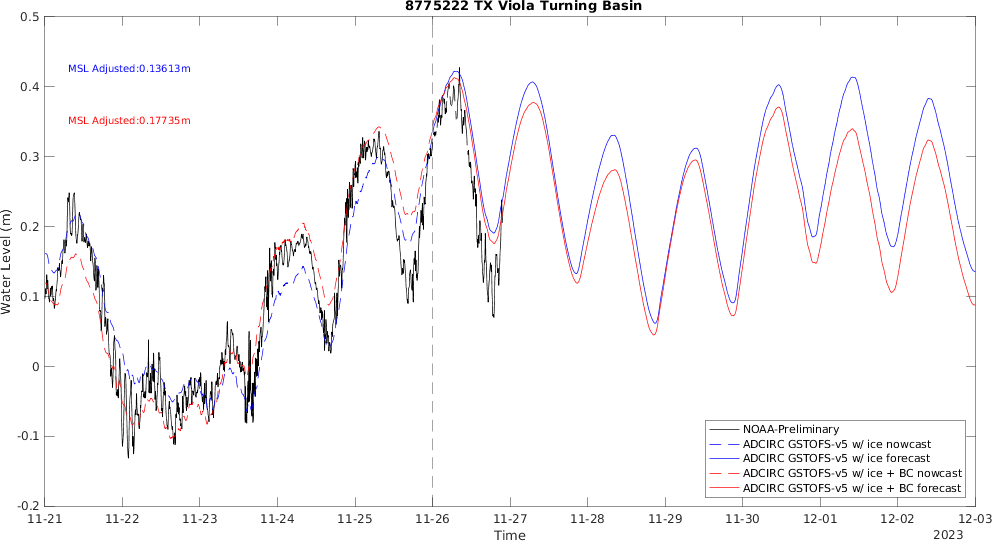 8775222 TX Viola Turning Basin
0.5
0.4
0.3
0.2
0.1
0
-0.1
-0.2
Water Level (m)
MSL Adjusted:0.13613m
MSL Adjusted:0.17735m
NOAA-Preliminary
ADCIRC GSTOFS-v5 w/ ice nowcast
ADCIRC GSTOFS-v5 w/ ice forecast
ADCIRC GSTOFS-v5 w/ ice + BC nowcast
ADCIRC GSTOFS-v5 w/ ice + BC forecast
11-21 11-22 11-23 11-24 11-25 11-26 11-27 11-28 11-29 11-30 12-01 12-02 12-03
Time
2023